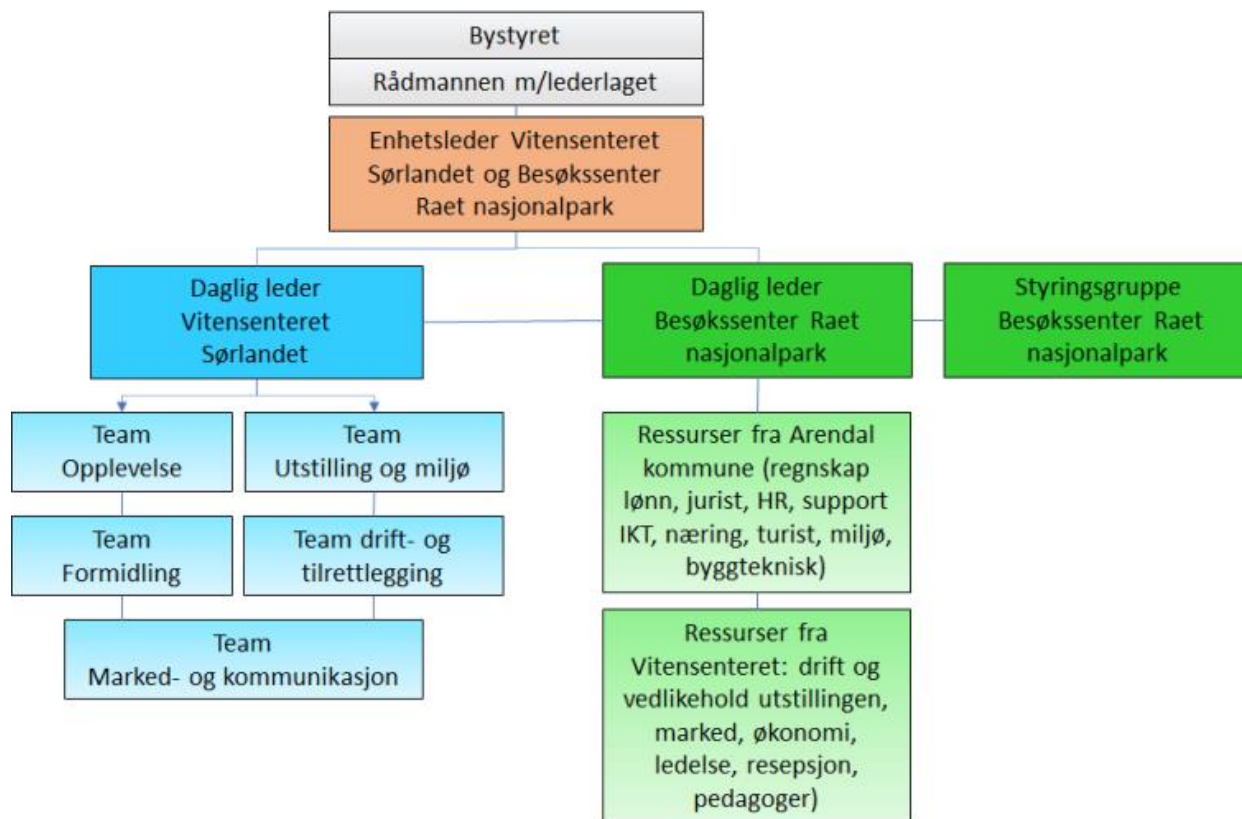 Bystyret
Rådmannen m/lederlaget
Enhetsleder Vitensenteret
Sørlandet og Besøkssenter
Raet nasjonalpark
Daglig leder
Vitensenteret
Sørlandet
Daglig leder
Besøkssenter Raet
nasjonalpark
Styringsgruppe
Besøkssenter Raet
nasjonalpark
Team
Opplevelse
Team
Utstilling og miljø
Team
Formidling
Team drift- og
tilrettlegging
Team
Marked- og kommunikasjon
Ressurser fra Arendal
kommune (regnskap
lønn, jurist, HR, support
IKT, næring, turist, miljø,
byggteknisk)
Ressurser fra
Vitensenteret: drift og
vedlikehold utstillingen,
marked, økonomi,
ledelse, resepsjon,
pedagoger)